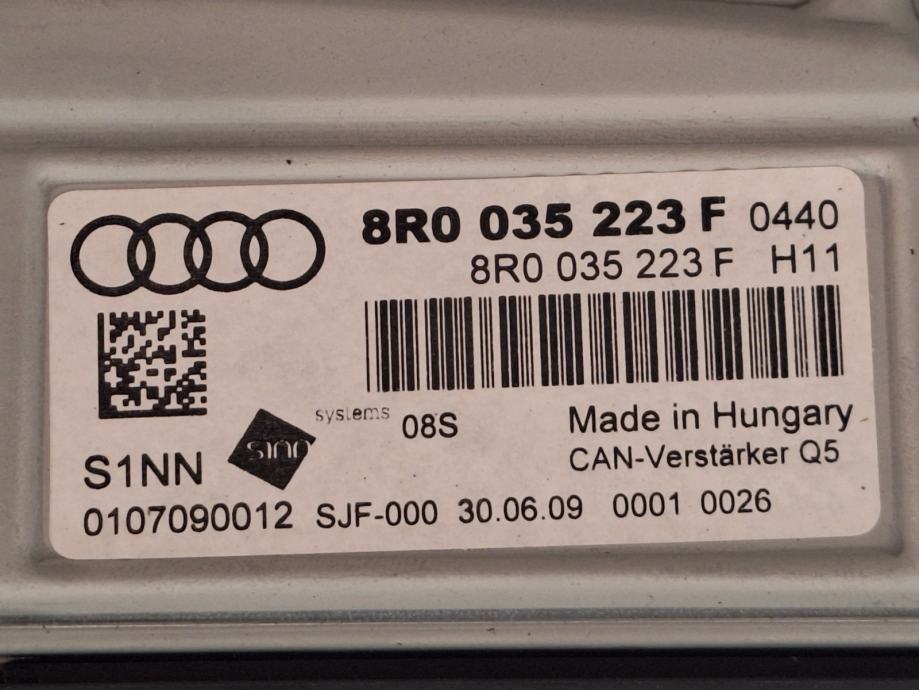 8R0 035 223 F 0440
8R0 035 223 F H11
systems
sinn
08S
Made in Hungary
S1NN
CAN-Verstärker Q5
0107090012 SJF-000 30.06.09 0001 0026